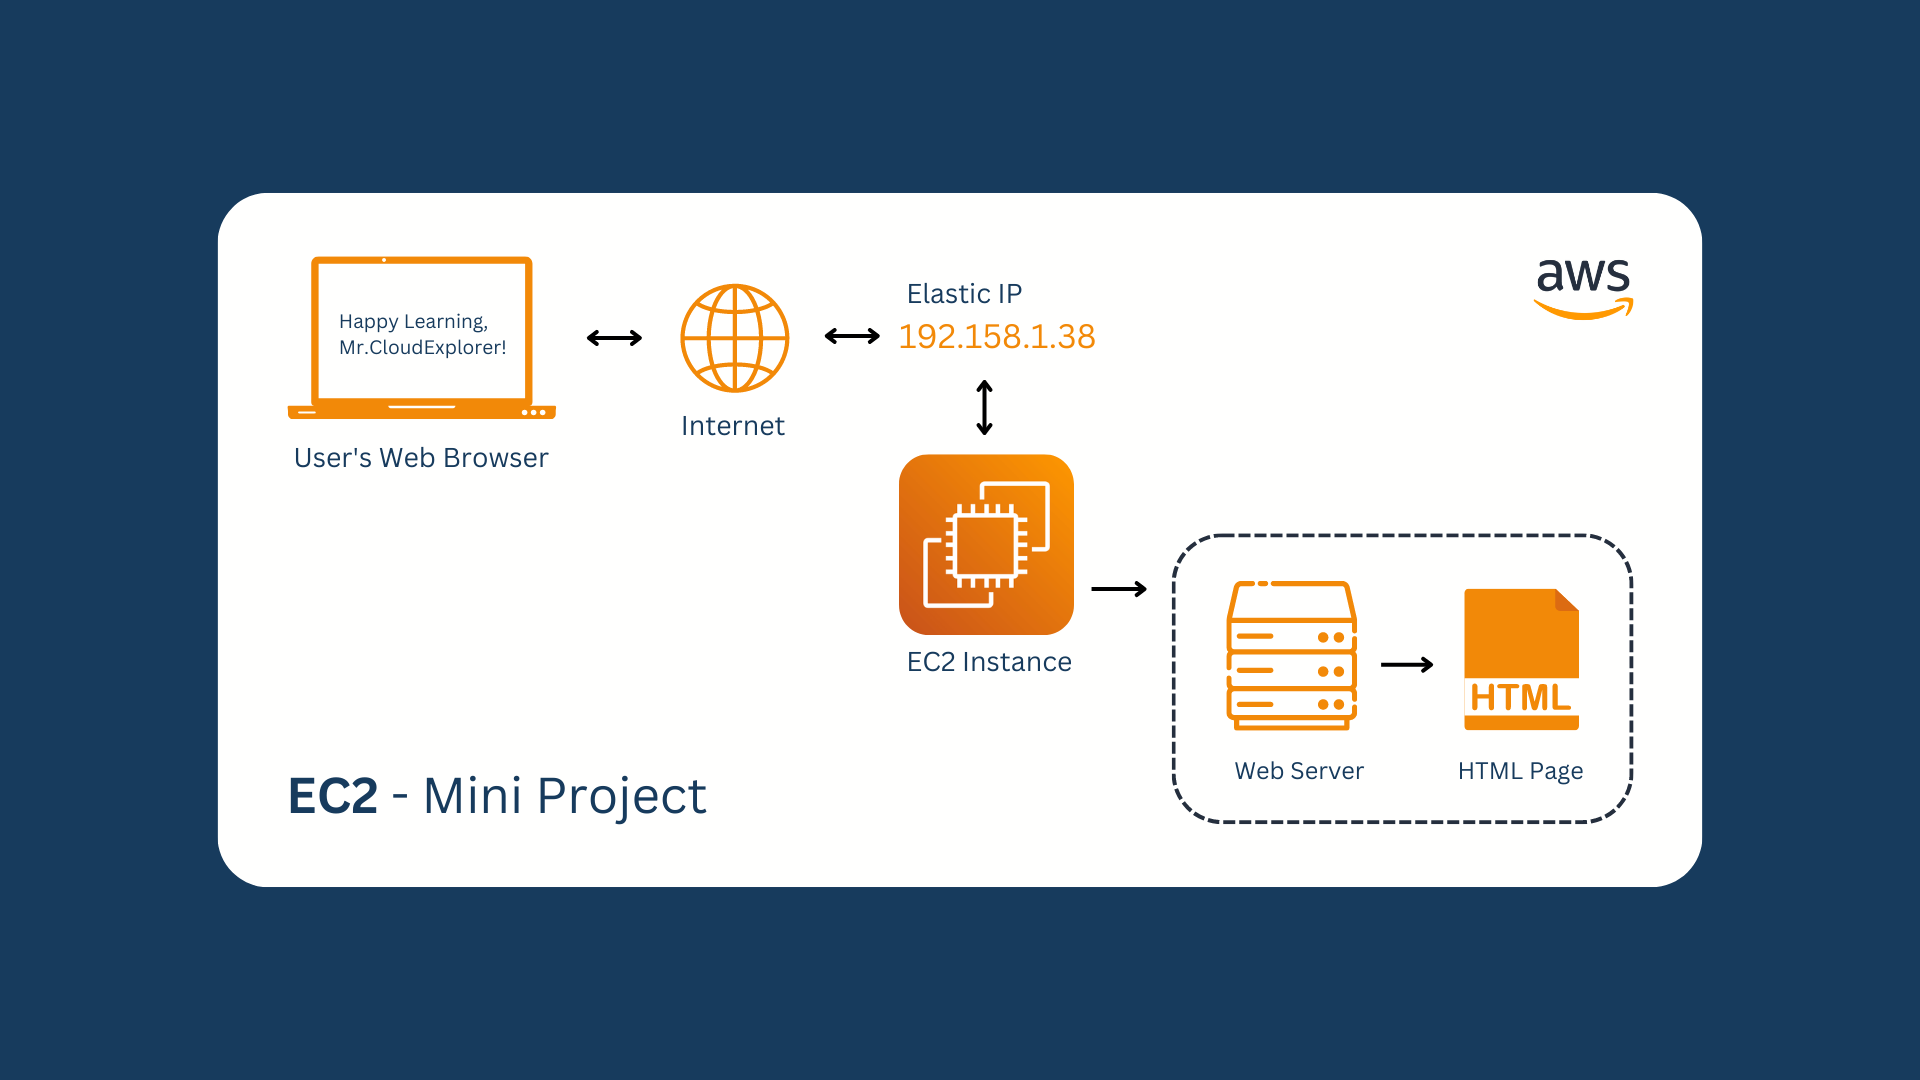 Happy Learning,
Mr.CloudExplorer!
User's Web Browser
Internet
Elastic IP
192.158.1.38
aws
EC2 Instance
HTML
Web Server
HTML Page
EC2 - Mini Project